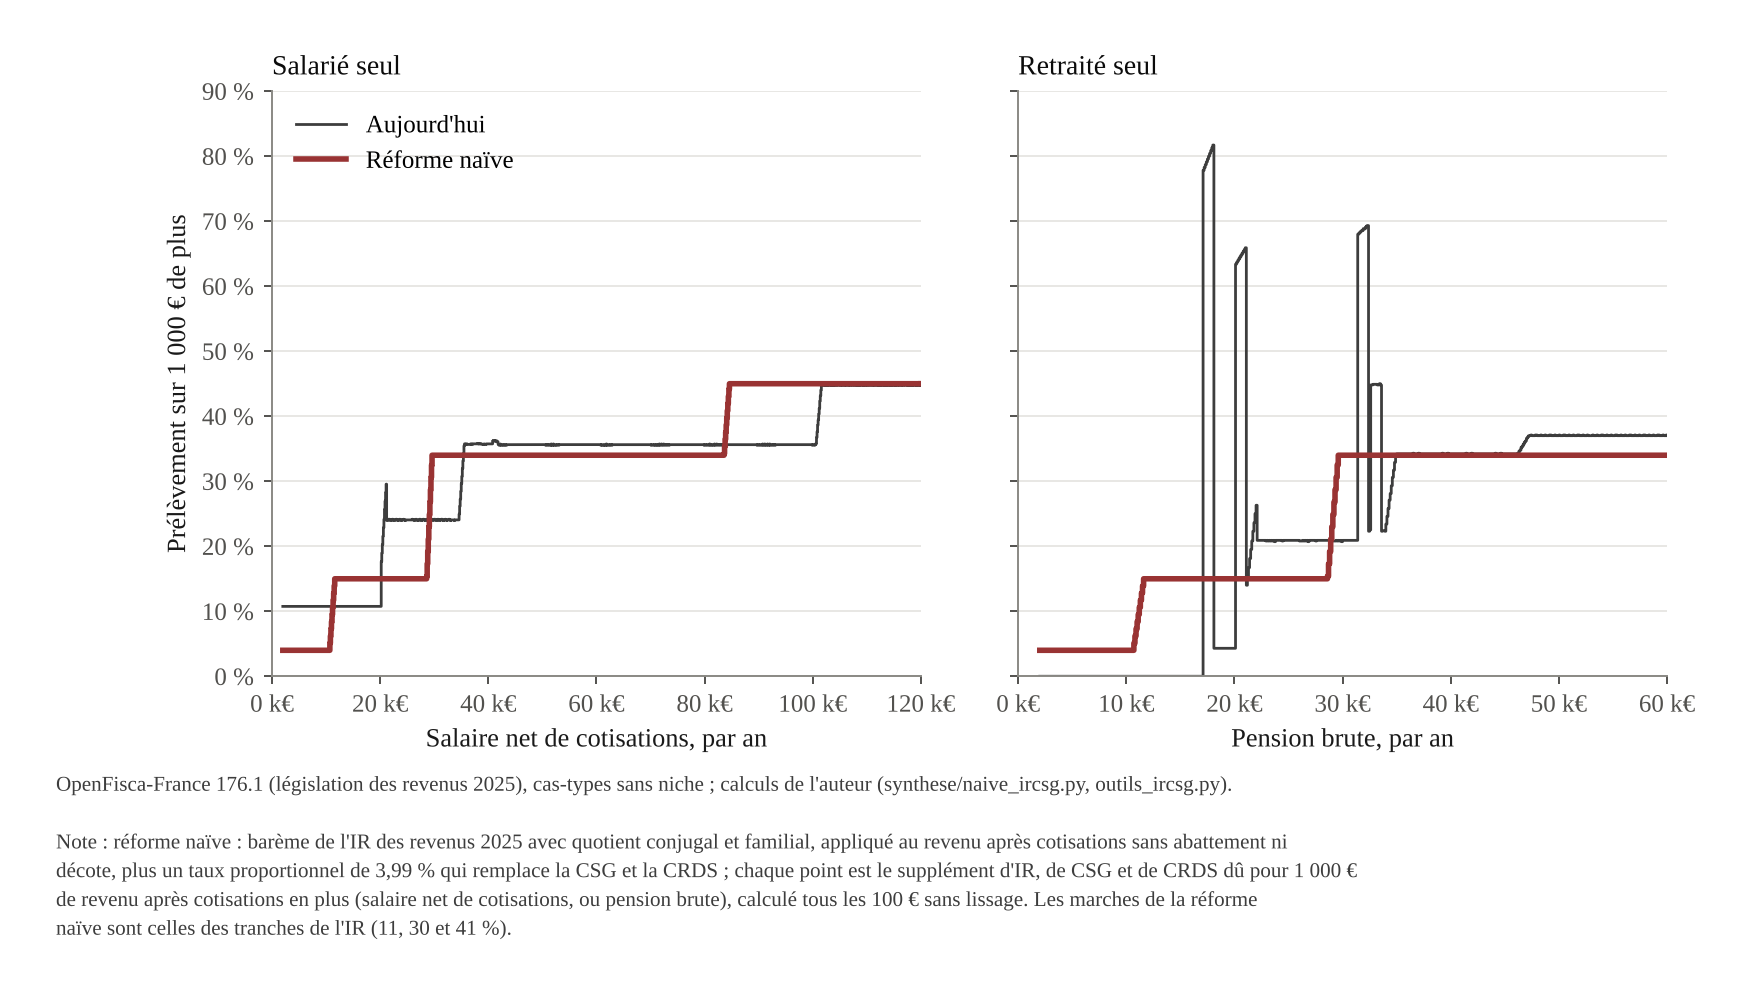 Salarié seul
Retraité seul
90 %
80 %
70 %
60 %
50 %
40 %
30 %
20 %
10 %
0 %
Aujourd'hui
Réforme naïve
Prélèvement sur 1 000 € de plus
0 k€ 20 k€ 40 k€ 60 k€ 80 k€ 100 k€ 120 k€
0 k€ 10 k€ 20 k€ 30 k€ 40 k€ 50 k€ 60 k€
Salaire net de cotisations, par an
Pension brute, par an
OpenFisca-France 176.1 (législation des revenus 2025), cas-types sans niche ; calculs de l'auteur (synthese/naive_ircsg.py, outils_ircsg.py).
Note : réforme naïve : barème de l'IR des revenus 2025 avec quotient conjugal et familial, appliqué au revenu après cotisations sans abattement ni
décote, plus un taux proportionnel de 3,99 % qui remplace la CSG et la CRDS ; chaque point est le supplément d'IR, de CSG et de CRDS dû pour 1 000 €
de revenu après cotisations en plus (salaire net de cotisations, ou pension brute), calculé tous les 100 € sans lissage. Les marches de la réforme
naïve sont celles des tranches de l'IR (11, 30 et 41 %).